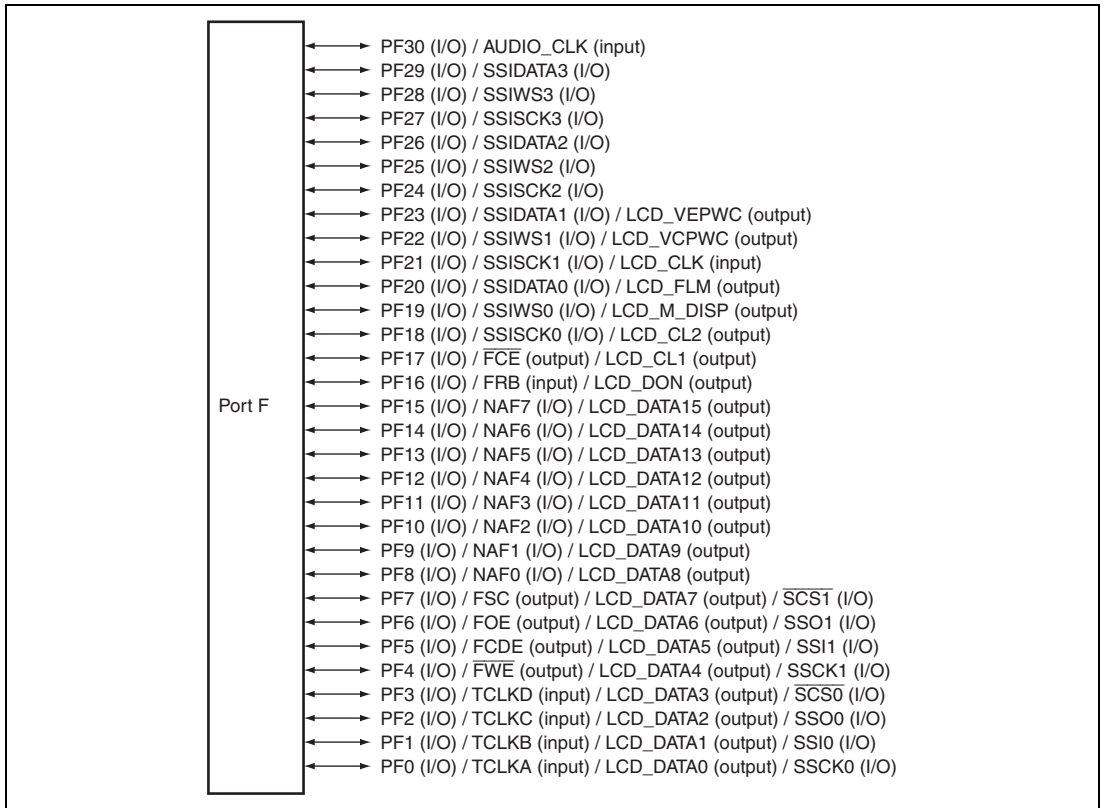 PF30 (I/O) / AUDIO_CLK (input)
PF29 (I/O) / SSIDATA3 (I/O)
PF28 (I/O) / SSIWS3 (I/O)
PF27 (I/O) / SSISCK3 (I/O)
PF26 (I/O) / SSIDATA2 (I/O)
PF25 (I/O) / SSIWS2 (I/O)
PF24 (I/O) / SSISCK2 (I/O)
PF23 (I/O) / SSIDATA1 (I/O) / LCD_VEPWC (output)
PF22 (I/O) / SSIWS1 (I/O) / LCD_VCPWC (output)
PF21 (I/O) / SSISCK1 (I/O) / LCD_CLK (input)
PF20 (I/O) / SSIDATA0 (I/O) / LCD_FLM (output)
PF19 (I/O) / SSIWS0 (I/O) / LCD_M_DISP (output)
PF18 (I/O) / SSISCK0 (I/O) / LCD_CL2 (output)
PF17 (I/O) / F̅C̅E̅ (output) / LCD_CL1 (output)
PF16 (I/O) / FRB (input) / LCD_DON (output)
Port F
PF15 (I/O) / NAF7 (I/O) / LCD_DATA15 (output)
PF14 (I/O) / NAF6 (I/O) / LCD_DATA14 (output)
PF13 (I/O) / NAF5 (I/O) / LCD_DATA13 (output)
PF12 (I/O) / NAF4 (I/O) / LCD_DATA12 (output)
PF11 (I/O) / NAF3 (I/O) / LCD_DATA11 (output)
PF10 (I/O) / NAF2 (I/O) / LCD_DATA10 (output)
PF9 (I/O) / NAF1 (I/O) / LCD_DATA9 (output)
PF8 (I/O) / NAF0 (I/O) / LCD_DATA8 (output)
PF7 (I/O) / FSC (output) / LCD_DATA7 (output) / S̅C̅S̅1̅ (I/O)
PF6 (I/O) / FOE (output) / LCD_DATA6 (output) / SSO1 (I/O)
PF5 (I/O) / FCDE (output) / LCD_DATA5 (output) / SSI1 (I/O)
PF4 (I/O) / F̅W̅E̅ (output) / LCD_DATA4 (output) / SSCK1 (I/O)
PF3 (I/O) / TCLKD (input) / LCD_DATA3 (output) / S̅C̅S̅0̅ (I/O)
PF2 (I/O) / TCLKC (input) / LCD_DATA2 (output) / SSO0 (I/O)
PF1 (I/O) / TCLKB (input) / LCD_DATA1 (output) / SSI0 (I/O)
PF0 (I/O) / TCLKA (input) / LCD_DATA0 (output) / SSCK0 (I/O)